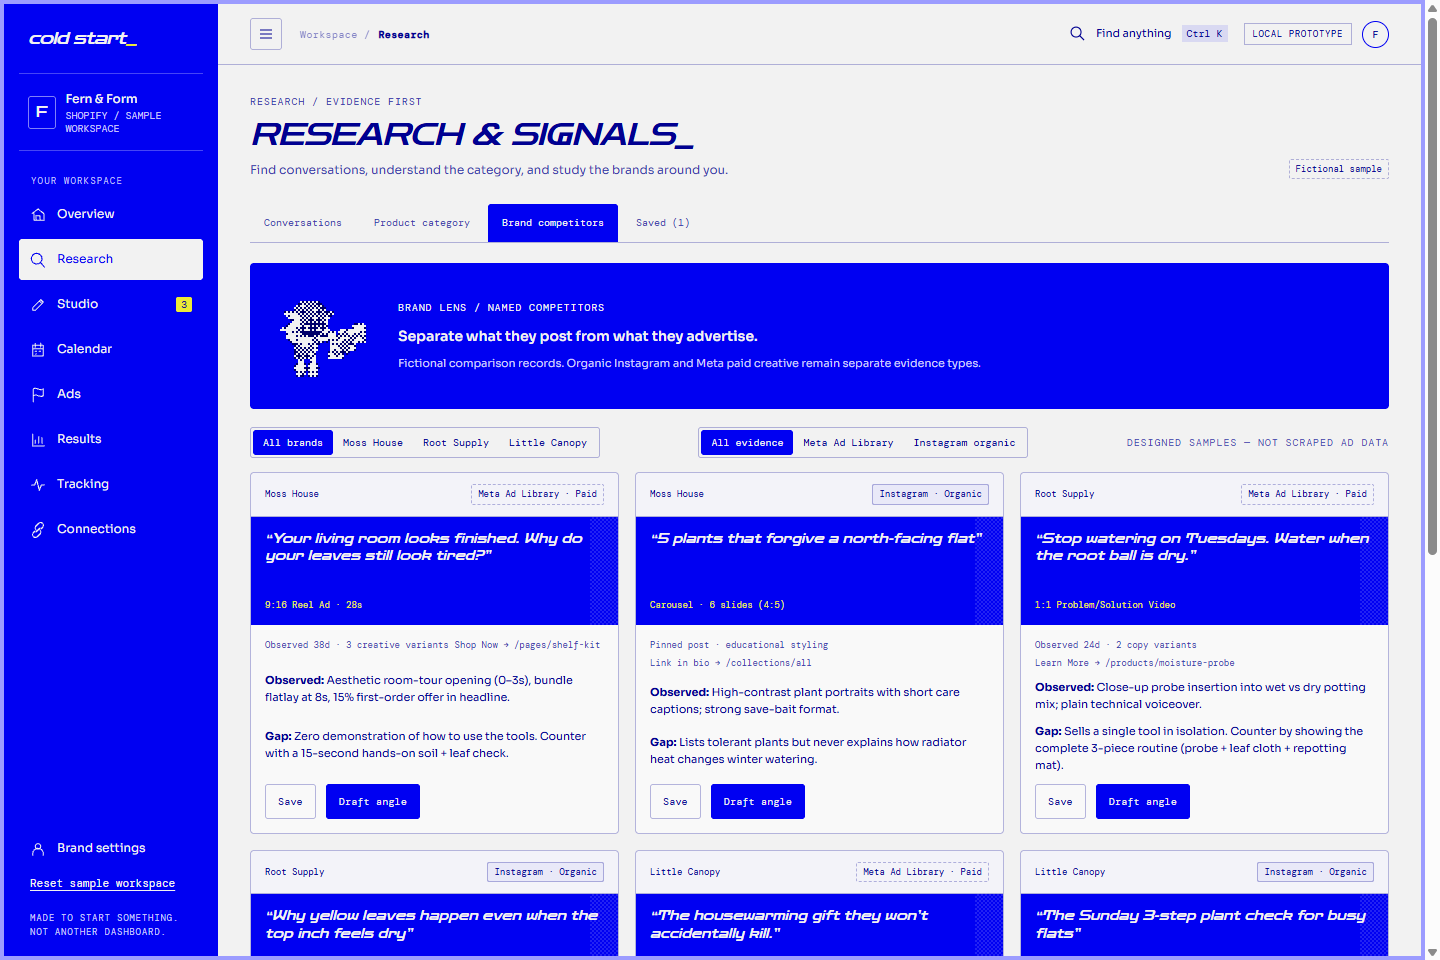 cold start_
F
Fern & Form
SHOPIFY / SAMPLE
WORKSPACE
YOUR WORKSPACE
Overview
Research
Studio
3
Calendar
Ads
Results
Tracking
Connections
Brand settings
Reset sample workspace
MADE TO START SOMETHING.
NOT ANOTHER DASHBOARD.
Workspace / Research
Find anything
Ctrl K
LOCAL PROTOTYPE
F
RESEARCH / EVIDENCE FIRST
RESEARCH & SIGNALS_
Find conversations, understand the category, and study the brands around you.
Fictional sample
Conversations
Product category
Brand competitors
Saved (1)
BRAND LENS / NAMED COMPETITORS
Separate what they post from what they advertise.
Fictional comparison records. Organic Instagram and Meta paid creative remain separate evidence types.
All brands
Moss House
Root Supply
Little Canopy
All evidence
Meta Ad Library
Instagram organic
DESIGNED SAMPLES — NOT SCRAPED AD DATA
Moss House
Meta Ad Library · Paid
“Your living room looks finished. Why do
your leaves still look tired?”
9:16 Reel Ad · 28s
Observed 38d · 3 creative variants Shop Now → /pages/shelf-kit
Observed: Aesthetic room-tour opening (0–3s), bundle
flatlay at 8s, 15% first-order offer in headline.
Gap: Zero demonstration of how to use the tools. Counter
with a 15-second hands-on soil + leaf check.
Save
Draft angle
Moss House
Instagram · Organic
“5 plants that forgive a north-facing flat”
Carousel · 6 slides (4:5)
Pinned post · educational styling
Link in bio → /collections/all
Observed: High-contrast plant portraits with short care
captions; strong save-bait format.
Gap: Lists tolerant plants but never explains how radiator
heat changes winter watering.
Save
Draft angle
Root Supply
Meta Ad Library · Paid
“Stop watering on Tuesdays. Water when
the root ball is dry.”
1:1 Problem/Solution Video
Observed 24d · 2 copy variants
Learn More → /products/moisture-probe
Observed: Close-up probe insertion into wet vs dry potting
mix; plain technical voiceover.
Gap: Sells a single tool in isolation. Counter by showing the
complete 3-piece routine (probe + leaf cloth + repotting
mat).
Save
Draft angle
Root Supply
Instagram · Organic
“Why yellow leaves happen even when the
top inch feels dry”
Little Canopy
Meta Ad Library · Paid
“The housewarming gift they won’t
accidentally kill.”
Little Canopy
Instagram · Organic
“The Sunday 3-step plant check for busy
flats”